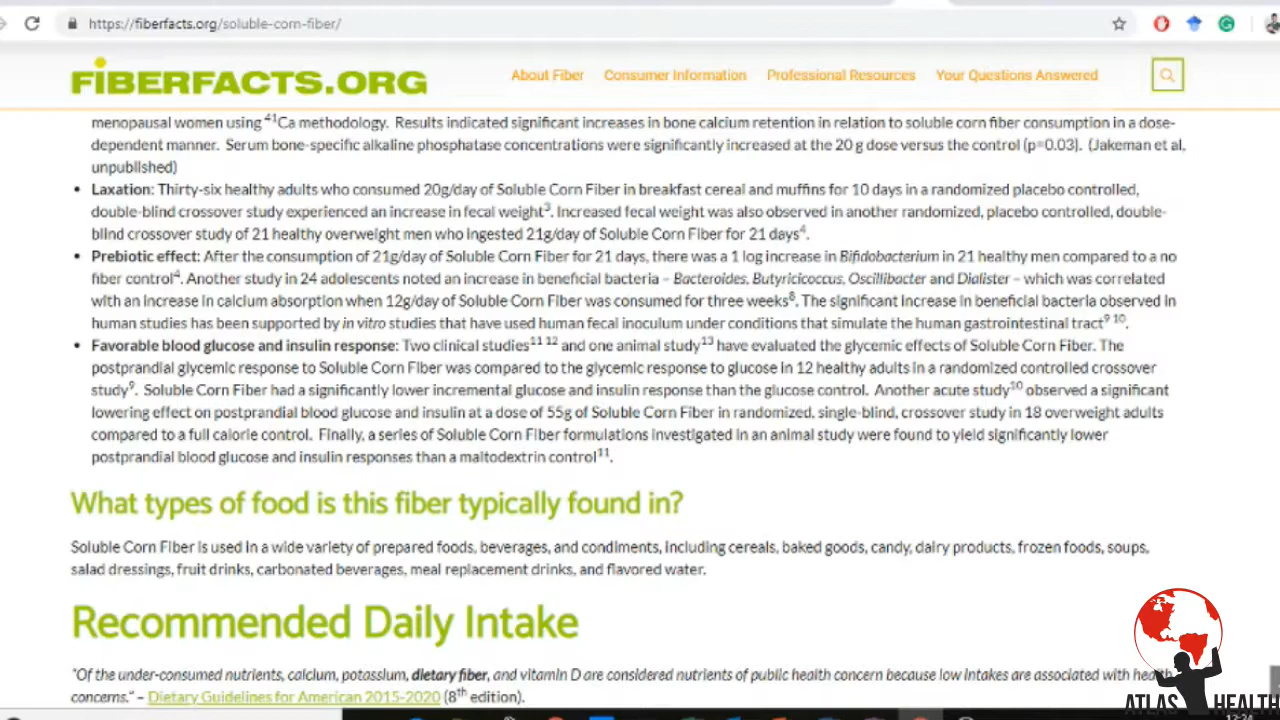 https://fiberfacts.org/soluble-corn-fiber/
FIBERFACTS.ORG
About Fiber Consumer Information Professional Resources Your Questions Answered
menopausal women using ⁴¹Ca methodology. Results indicated significant increases in bone calcium retention in relation to soluble corn fiber consumption in a dose-
dependent manner. Serum bone-specific alkaline phosphatase concentrations were significantly increased at the 20 g dose versus the control (p=0.03). (Jakeman et al,
unpublished)
• Laxation: Thirty-six healthy adults who consumed 20g/day of Soluble Corn Fiber in breakfast cereal and muffins for 10 days in a randomized placebo controlled,
double-blind crossover study experienced an increase in fecal weight³. Increased fecal weight was also observed in another randomized, placebo controlled, double-
blind crossover study of 21 healthy overweight men who ingested 21g/day of Soluble Corn Fiber for 21 days⁴.
• Prebiotic effect: After the consumption of 21g/day of Soluble Corn Fiber for 21 days, there was a 1 log increase in Bifidobacterium in 21 healthy men compared to a no
fiber control⁴. Another study in 24 adolescents noted an increase in beneficial bacteria – Bacteroides, Butyricicoccus, Oscillibacter and Dialister – which was correlated
with an increase in calcium absorption when 12g/day of Soluble Corn Fiber was consumed for three weeks⁸. The significant increase in beneficial bacteria observed in
human studies has been supported by in vitro studies that have used human fecal inoculum under conditions that simulate the human gastrointestinal tract⁹ ¹⁰.
• Favorable blood glucose and insulin response: Two clinical studies¹¹ ¹² and one animal study¹³ have evaluated the glycemic effects of Soluble Corn Fiber. The
postprandial glycemic response to Soluble Corn Fiber was compared to the glycemic response to glucose in 12 healthy adults in a randomized controlled crossover
study⁹. Soluble Corn Fiber had a significantly lower incremental glucose and insulin response than the glucose control. Another acute study¹⁰ observed a significant
lowering effect on postprandial blood glucose and insulin at a dose of 55g of Soluble Corn Fiber in randomized, single-blind, crossover study in 18 overweight adults
compared to a full calorie control. Finally, a series of Soluble Corn Fiber formulations investigated in an animal study were found to yield significantly lower
postprandial blood glucose and insulin responses than a maltodextrin control¹¹.
What types of food is this fiber typically found in?
Soluble Corn Fiber is used in a wide variety of prepared foods, beverages, and condiments, including cereals, baked goods, candy, dairy products, frozen foods, soups,
salad dressings, fruit drinks, carbonated beverages, meal replacement drinks, and flavored water.
Recommended Daily Intake
"Of the under-consumed nutrients, calcium, potassium, dietary fiber, and vitamin D are considered nutrients of public health concern because low intakes are associated with health
concerns." – Dietary Guidelines for American 2015-2020 (8th edition).
ATLAS HEALTH